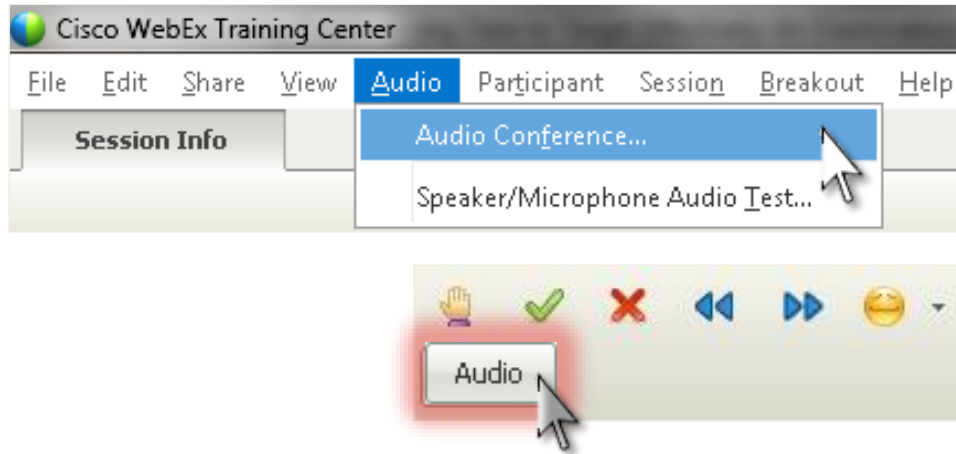 Cisco WebEx Training Center
File Edit Share View Audio Participant Session Breakout Help
Session Info
Audio Conference...
Speaker/Microphone Audio Test...
Audio